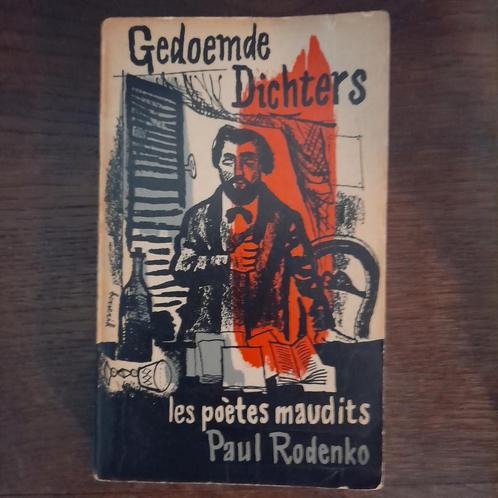 Gedoemde
Dichters
les poètes maudits
Paul Rodenko